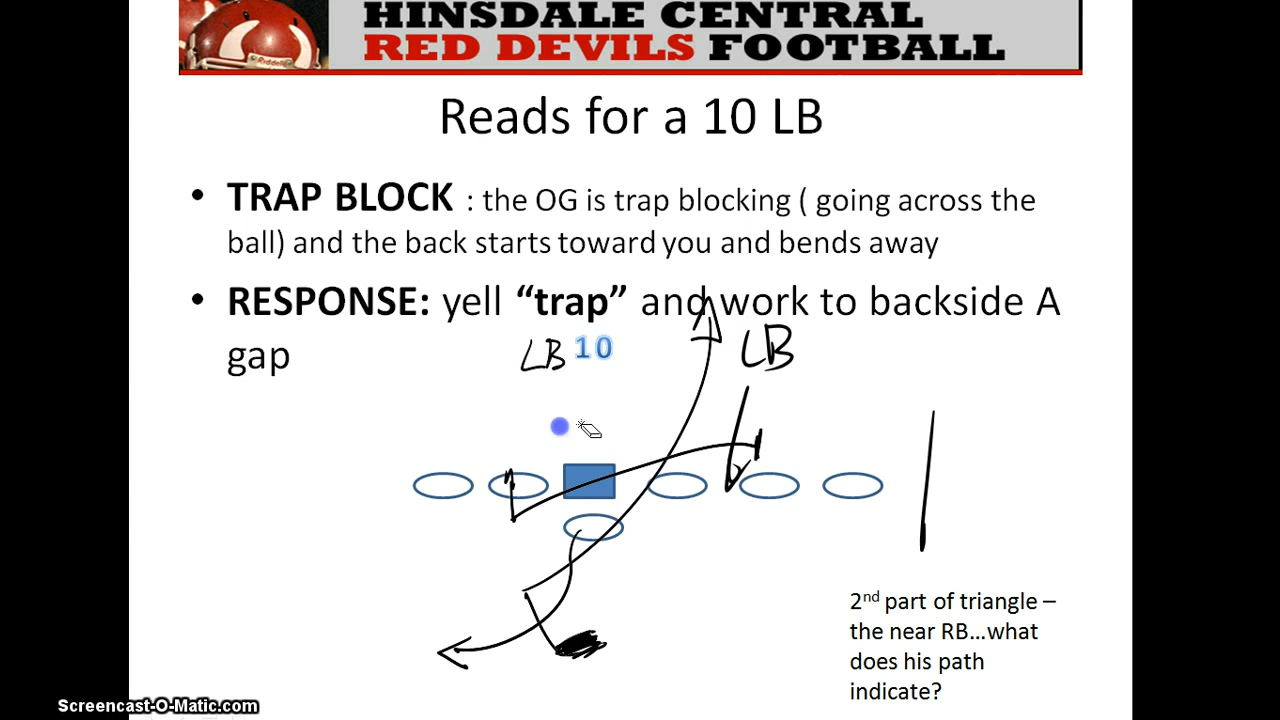 HINSDALE CENTRAL
RED DEVILS FOOTBALL
Riddell
Reads for a 10 LB
• TRAP BLOCK : the OG is trap blocking ( going across the
ball) and the back starts toward you and bends away
• RESPONSE: yell “trap” and work to backside A
gap
LB 10
LB
2nd part of triangle –
the near RB…what
does his path
indicate?
Screencast-O-Matic.com